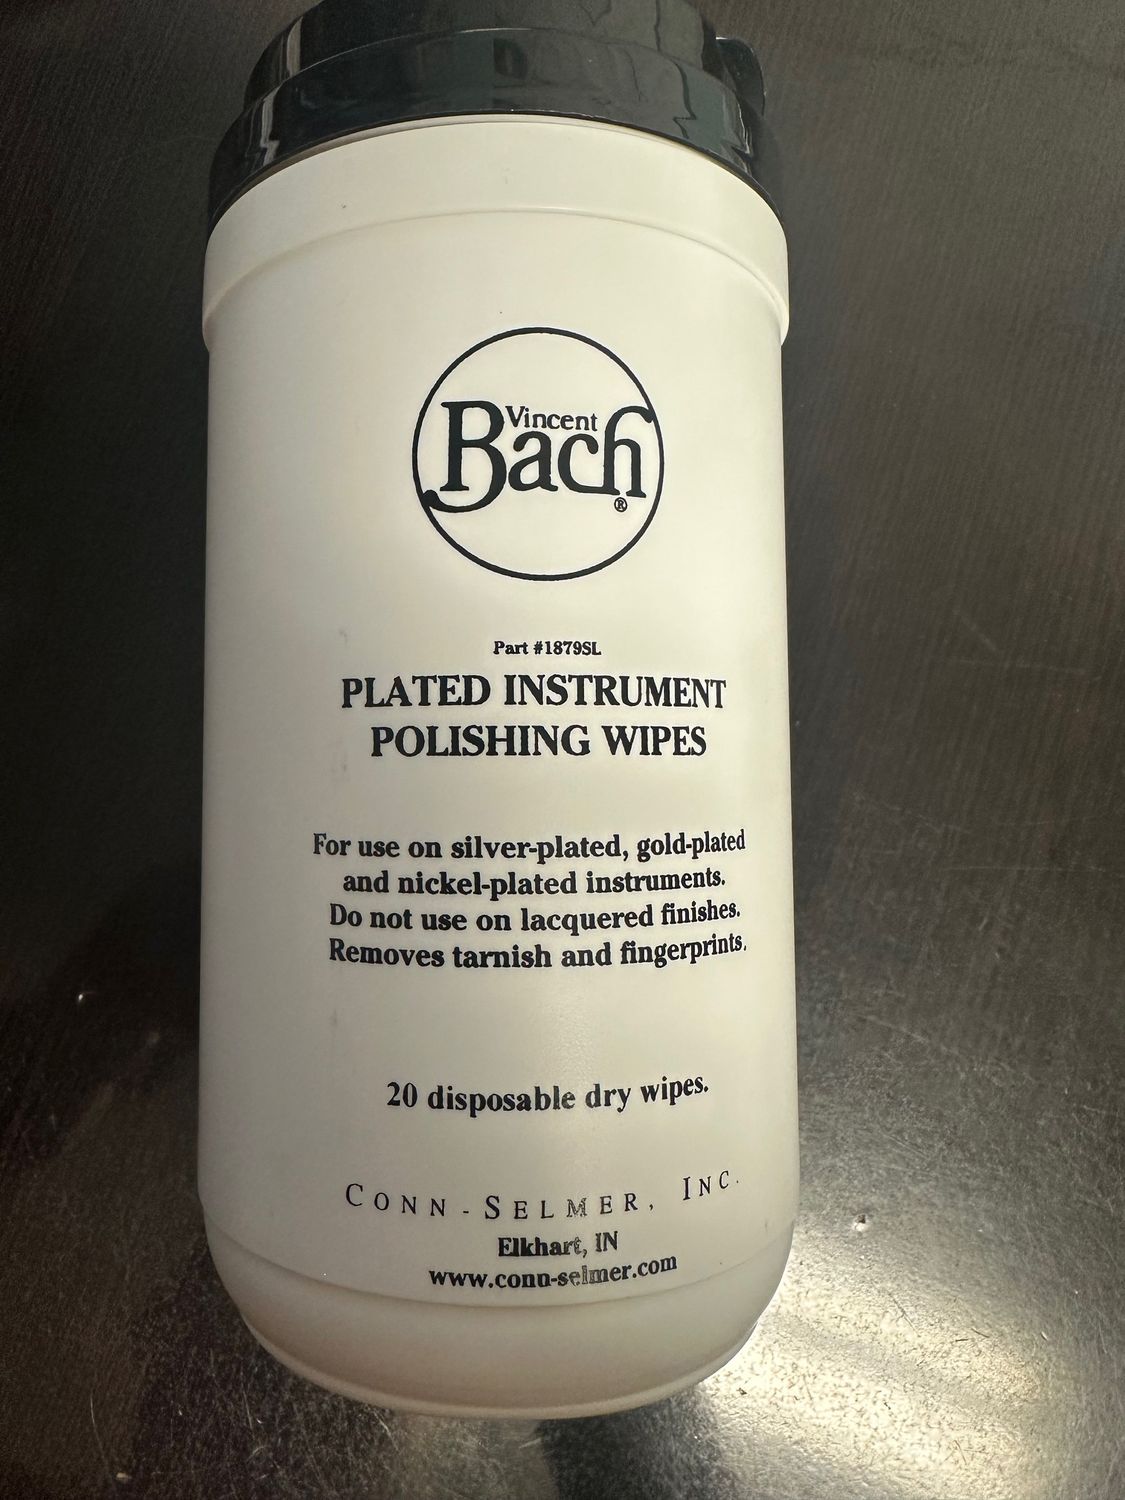 Vincent
Bach
®
Part #1879SL
PLATED INSTRUMENT
POLISHING WIPES
For use on silver-plated, gold-plated
and nickel-plated instruments.
Do not use on lacquered finishes.
Removes tarnish and fingerprints.
20 disposable dry wipes.
CONN-SELMER, INC.
Elkhart, IN
www.conn-selmer.com